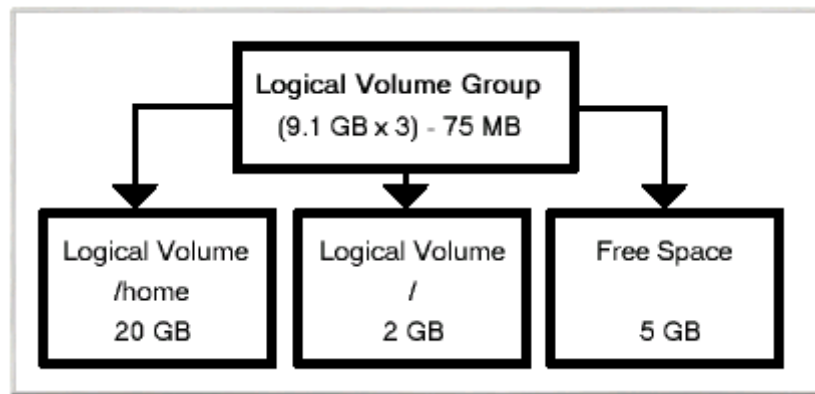 Logical Volume Group
(9.1 GB x 3) - 75 MB
Logical Volume
/home
20 GB
Logical Volume
/
2 GB
Free Space
5 GB